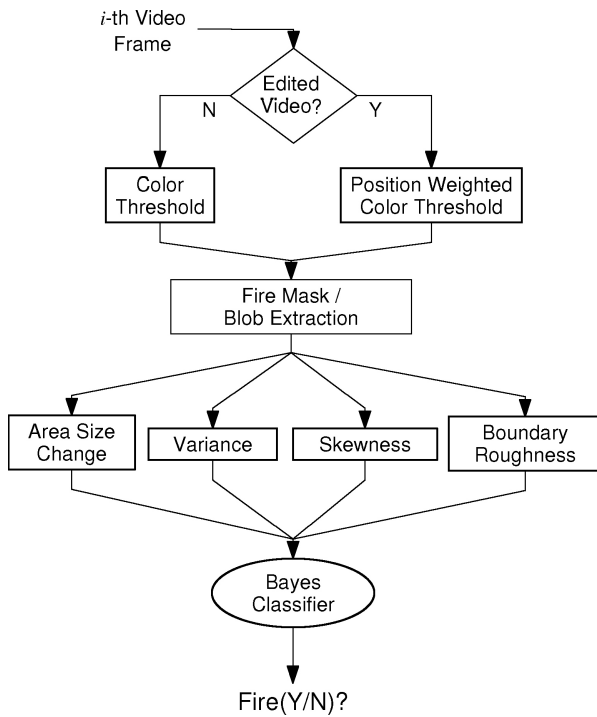 i-th Video
Frame
Edited
Video?
N
Y
Color
Threshold
Position Weighted
Color Threshold
Fire Mask /
Blob Extraction
Area Size
Change
Variance
Skewness
Boundary
Roughness
Bayes
Classifier
Fire(Y/N)?